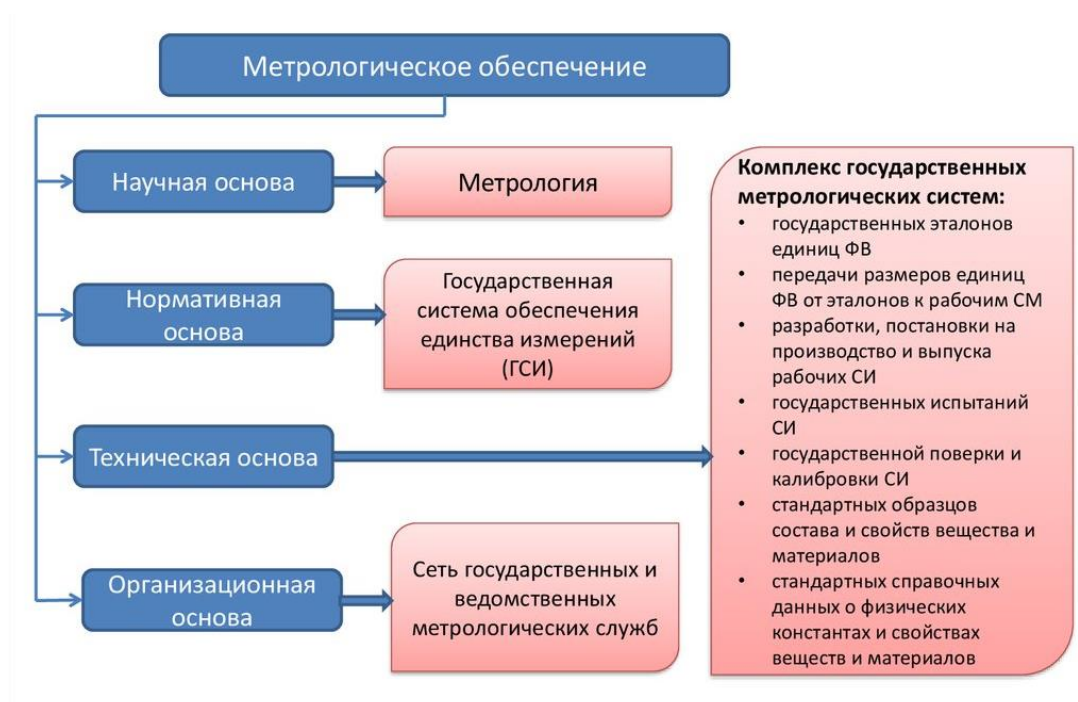 Метрологическое обеспечение
Научная основа
Метрология
Нормативная
основа
Государственная
система обеспечения
единства измерений
(ГСИ)
Техническая основа
Организационная
основа
Сеть государственных и
ведомственных
метрологических служб
Комплекс государственных
метрологических систем:
• государственных эталонов
единиц ФВ
• передачи размеров единиц
ФВ от эталонов к рабочим СМ
• разработки, постановки на
производство и выпуска
рабочих СИ
• государственных испытаний
СИ
• государственной поверки и
калибровки СИ
• стандартных образцов
состава и свойств вещества и
материалов
• стандартных справочных
данных о физических
константах и свойствах
веществ и материалов